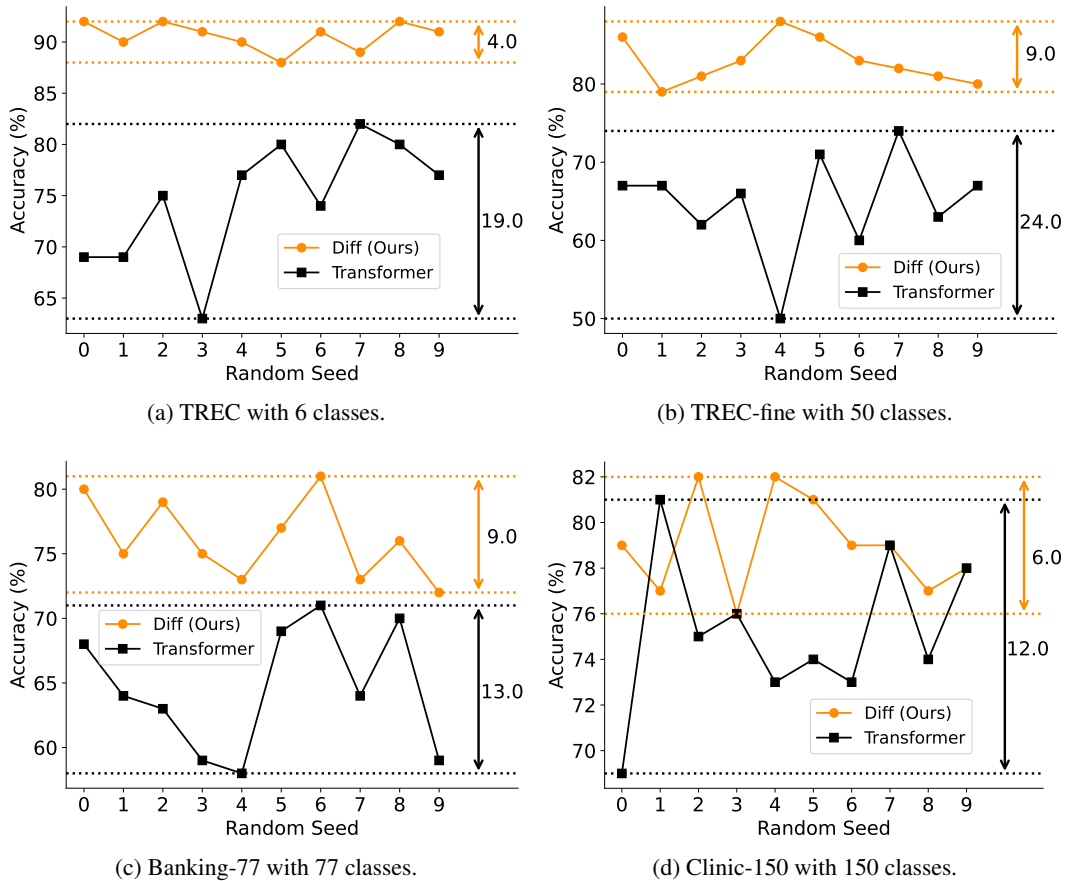 Accuracy (%)
90
85
80
75
70
65
4.0
19.0
Diff (Ours)
Transformer
0 1 2 3 4 5 6 7 8 9
Random Seed
(a) TREC with 6 classes.
Accuracy (%)
80
70
60
50
9.0
24.0
Diff (Ours)
Transformer
0 1 2 3 4 5 6 7 8 9
Random Seed
(b) TREC-fine with 50 classes.
Accuracy (%)
80
75
70
65
60
9.0
13.0
Diff (Ours)
Transformer
0 1 2 3 4 5 6 7 8 9
Random Seed
(c) Banking-77 with 77 classes.
Accuracy (%)
82
80
78
76
74
72
70
6.0
12.0
Diff (Ours)
Transformer
0 1 2 3 4 5 6 7 8 9
Random Seed
(d) Clinic-150 with 150 classes.